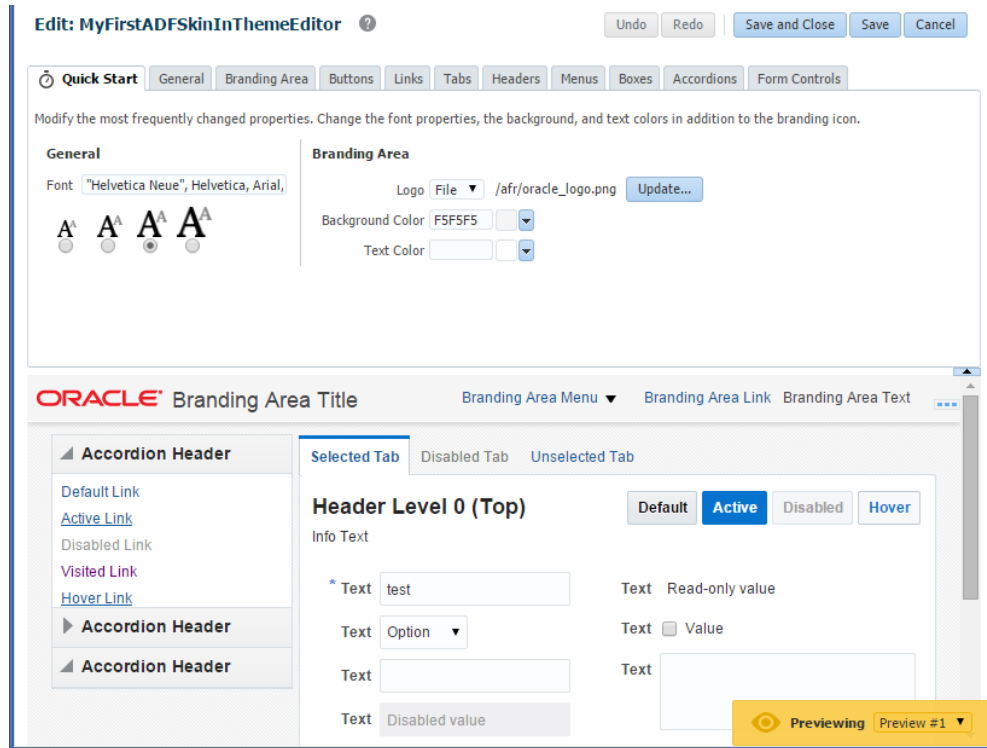 Edit: MyFirstADFSkinInThemeEditor ? Undo Redo Save and Close Save Cancel
Quick Start General Branding Area Buttons Links Tabs Headers Menus Boxes Accordions Form Controls
Modify the most frequently changed properties. Change the font properties, the background, and text colors in addition to the branding icon.
General
Font "Helvetica Neue", Helvetica, Arial,
AA AA AA AA
Branding Area
Logo File /afr/oracle_logo.png Update...
Background Color F5F5F5
Text Color
ORACLE Branding Area Title Branding Area Menu Branding Area Link Branding Area Text
Accordion Header
Default Link
Active Link
Disabled Link
Visited Link
Hover Link
Accordion Header
Accordion Header
Selected Tab Disabled Tab Unselected Tab
Header Level 0 (Top) Default Active Disabled Hover
Info Text
* Text test Text Read-only value
Text Option Text Value
Text Text
Text Disabled value
Previewing Preview #1